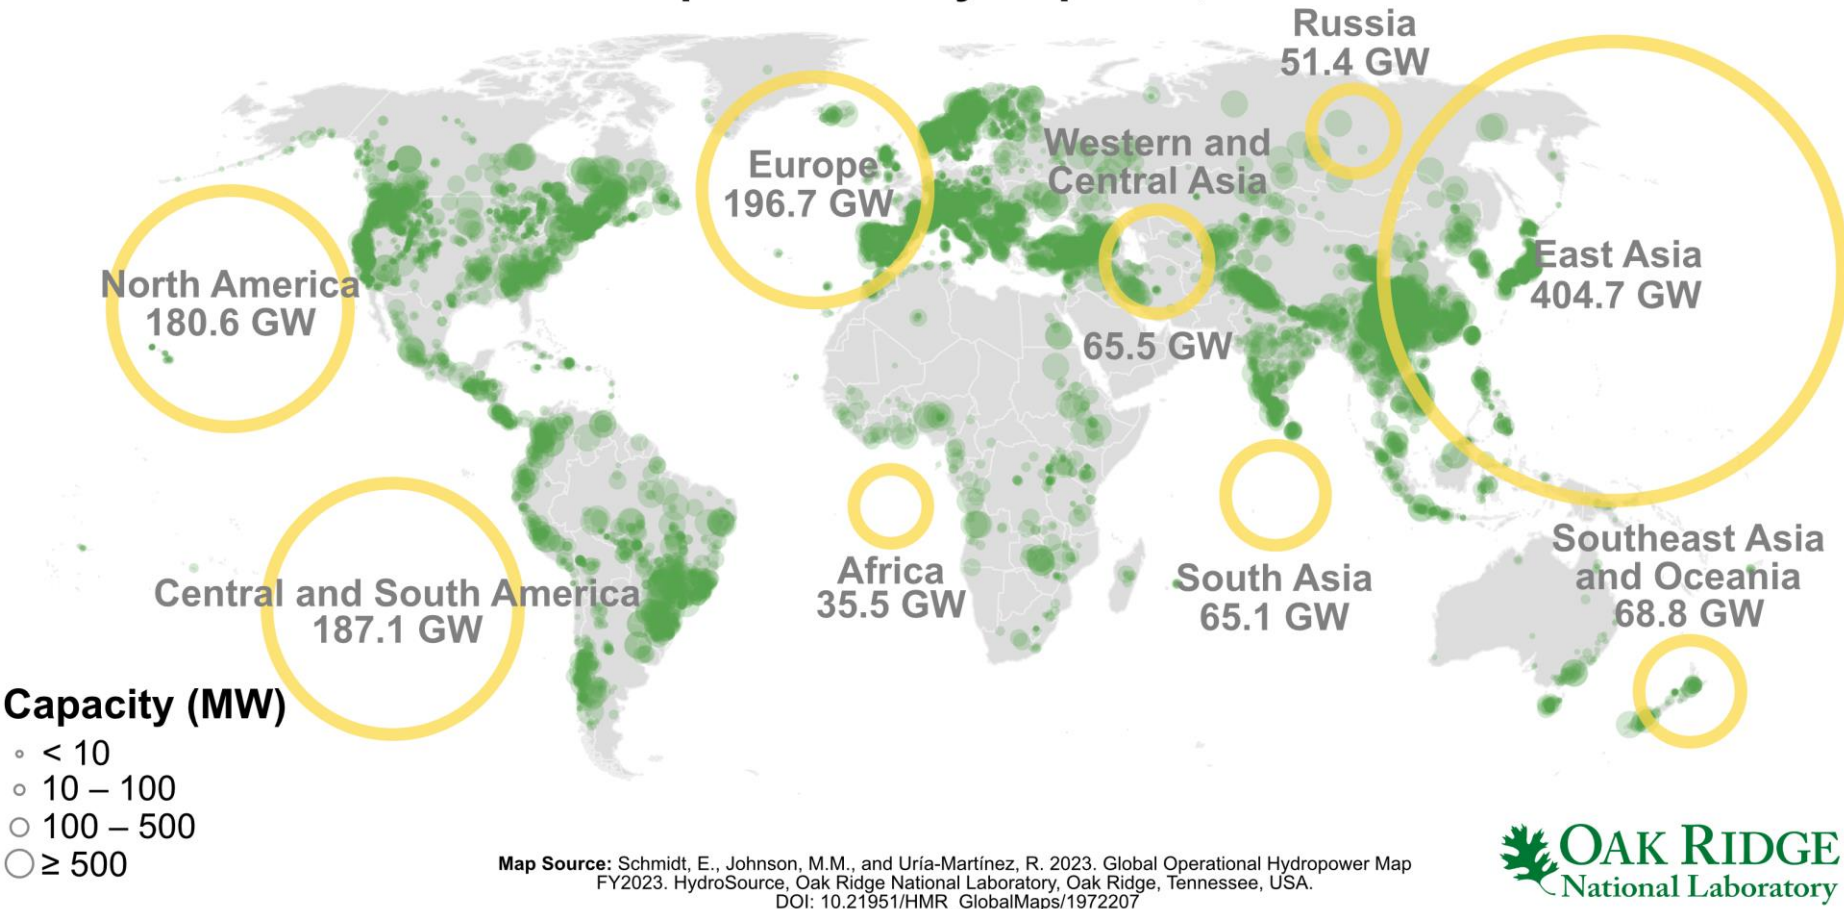 Russia
51.4 GW
Western and
Central Asia
65.5 GW
Europe
196.7 GW
East Asia
404.7 GW
North America
180.6 GW
Central and South America
187.1 GW
Africa
35.5 GW
South Asia
65.1 GW
Southeast Asia
and Oceania
68.8 GW
Capacity (MW)
< 10
10 – 100
100 – 500
≥ 500
Map Source: Schmidt, E., Johnson, M.M., and Uría-Martínez, R. 2023. Global Operational Hydropower Map
FY2023. HydroSource, Oak Ridge National Laboratory, Oak Ridge, Tennessee, USA.
DOI: 10.21951/HMR_GlobalMaps/1972207
OAK RIDGE
National Laboratory